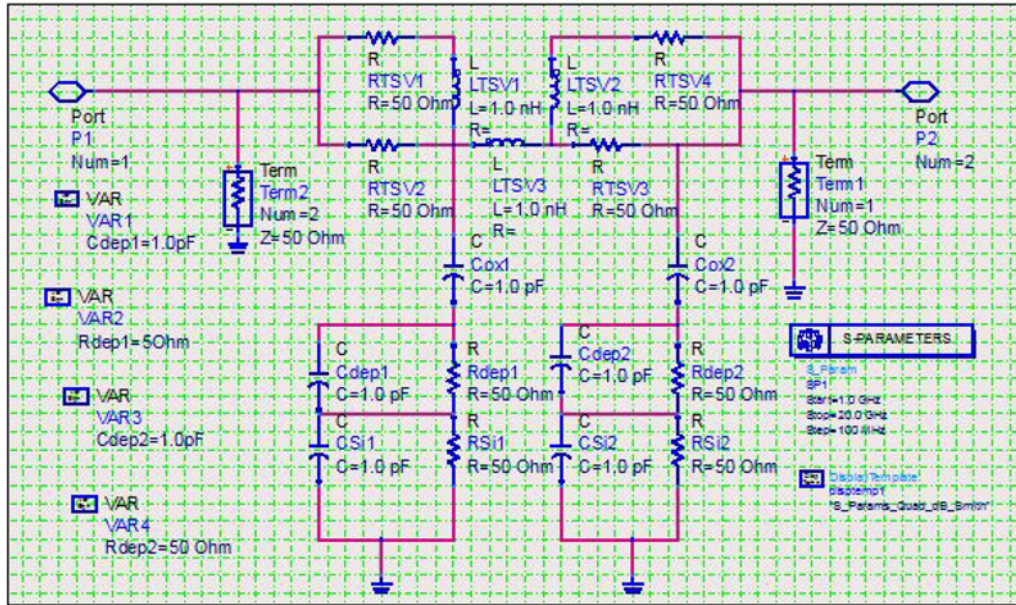 R
RTSV1
R=50 Ohm
L
LTSV1
L=1.0 nH
R=
L
LTSV2
L=1.0 nH
R=
R
RTSV4
R=50 Ohm
Port
P1
Num=1
Term
Term2
Num=2
Z=50 Ohm
R
RTSV2
R=50 Ohm
L
LTSV3
L=1.0 nH
R=
R
RTSV3
R=50 Ohm
Term
Term1
Num=1
Z=50 Ohm
Port
P2
Num=2
VAR
VAR1
Cdep1=1.0pF
C
Cox1
C=1.0 pF
C
Cox2
C=1.0 pF
VAR
VAR2
Rdep1=5Ohm
C
Cdep1
C=1.0 pF
R
Rdep1
R=50 Ohm
C
Cdep2
C=1.0 pF
R
Rdep2
R=50 Ohm
S-PARAMETERS
S_Param
SP1
Start=1.0 GHz
Stop=20.0 GHz
Step=100 MHz
VAR
VAR3
Cdep2=1.0pF
C
CSi1
C=1.0 pF
R
RSi1
R=50 Ohm
C
CSi2
C=1.0 pF
R
RSi2
R=50 Ohm
DisplayTemplate
disptemp1
"S_Params_Quad_dB_Smith"
VAR
VAR4
Rdep2=50 Ohm